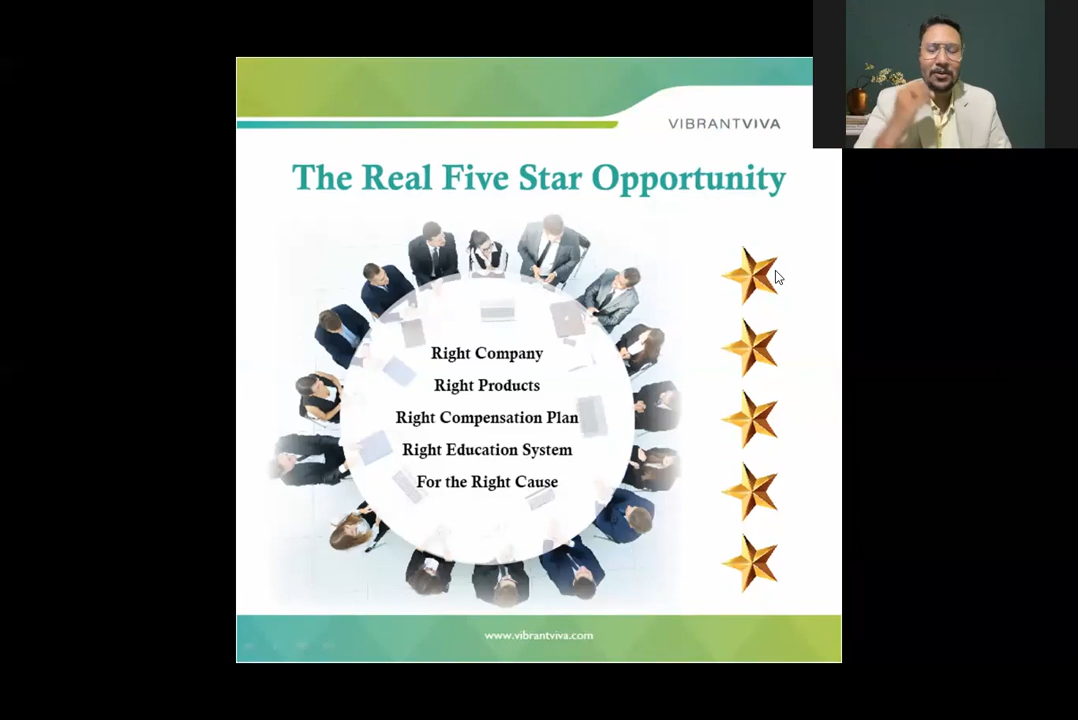 VIBRANTVIVA
The Real Five Star Opportunity
Right Company
Right Products
Right Compensation Plan
Right Education System
For the Right Cause
www.vibrantviva.com